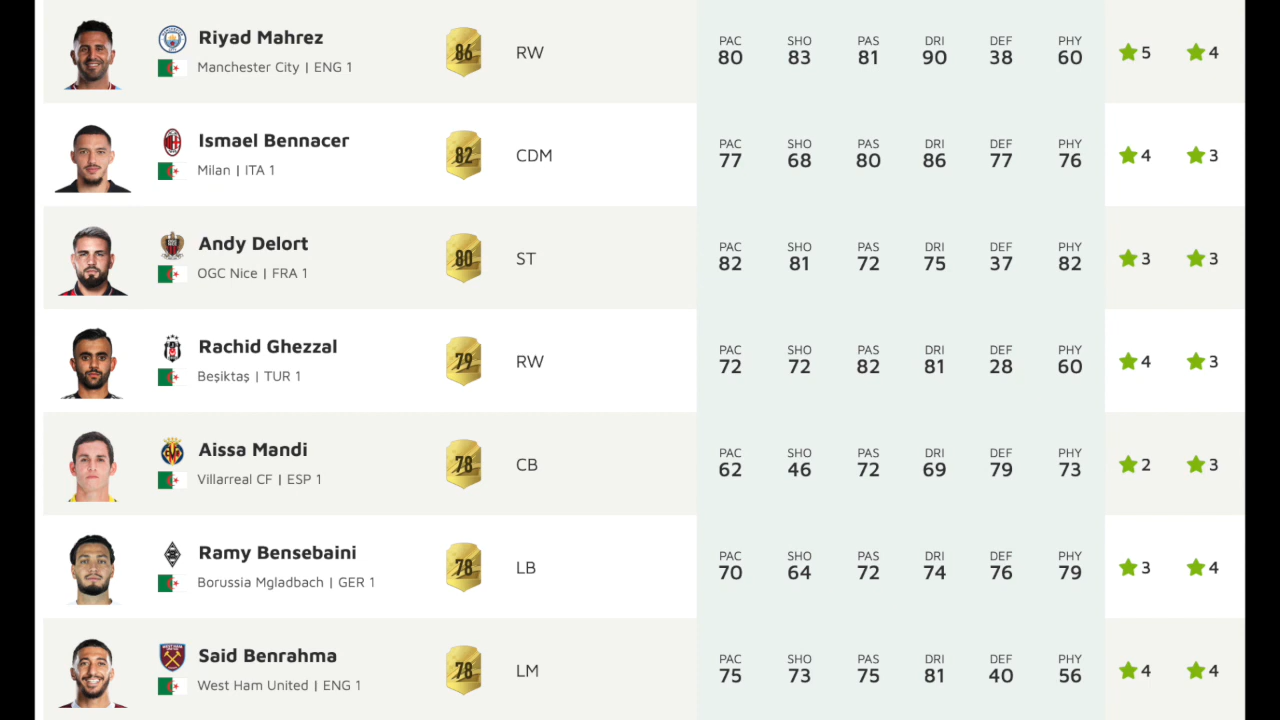 Riyad Mahrez
Manchester City | ENG 1
86
RW
PAC SHO PAS DRI DEF PHY
80 83 81 90 38 60
5 4
Ismael Bennacer
Milan | ITA 1
82
CDM
PAC SHO PAS DRI DEF PHY
77 68 80 86 77 76
4 3
Andy Delort
OGC Nice | FRA 1
80
ST
PAC SHO PAS DRI DEF PHY
82 81 72 75 37 82
3 3
Rachid Ghezzal
Beşiktaş | TUR 1
79
RW
PAC SHO PAS DRI DEF PHY
72 72 82 81 28 60
4 3
Aissa Mandi
Villarreal CF | ESP 1
78
CB
PAC SHO PAS DRI DEF PHY
62 46 72 69 79 73
2 3
Ramy Bensebaini
Borussia Mgladbach | GER 1
78
LB
PAC SHO PAS DRI DEF PHY
70 64 72 74 76 79
3 4
Said Benrahma
West Ham United | ENG 1
78
LM
PAC SHO PAS DRI DEF PHY
75 73 75 81 40 56
4 4